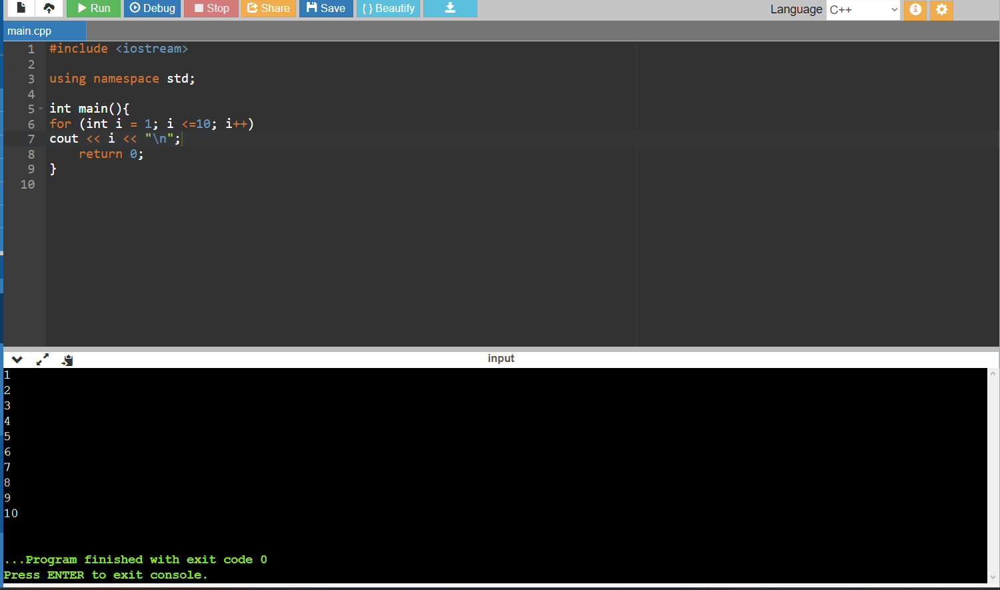 Run Debug Stop Share Save { } Beautify Language C++
main.cpp
1 #include <iostream>
2
3 using namespace std;
4
5 int main(){
6 for (int i = 1; i <=10; i++)
7 cout << i << "\n";
8     return 0;
9 }
10
input
1
2
3
4
5
6
7
8
9
10
...Program finished with exit code 0
Press ENTER to exit console.